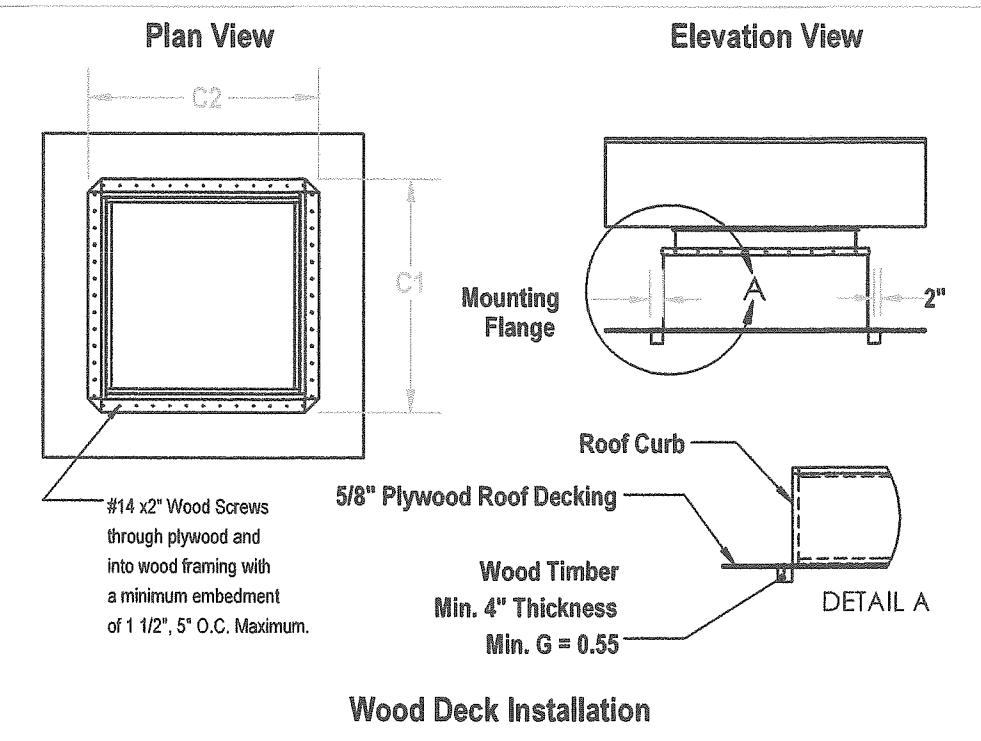 Plan View
Elevation View
C2
C1
A
Mounting
Flange
2"
Roof Curb
5/8" Plywood Roof Decking
#14 x2" Wood Screws
through plywood and
into wood framing with
a minimum embedment
of 1 1/2", 5" O.C. Maximum.
Wood Timber
Min. 4" Thickness
Min. G = 0.55
DETAIL A
Wood Deck Installation